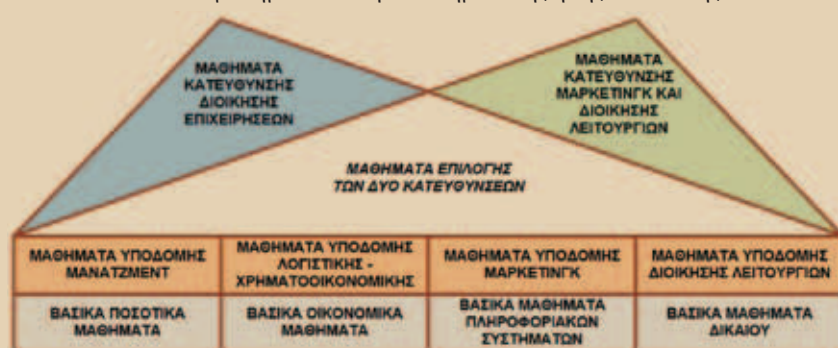 ΜΑΘΗΜΑΤΑ
ΚΑΤΕΥΘΥΝΣΗΣ
ΔΙΟΙΚΗΣΗΣ
ΕΠΙΧΕΙΡΗΣΕΩΝ
ΜΑΘΗΜΑΤΑ
ΚΑΤΕΥΘΥΝΣΗΣ
ΜΑΡΚΕΤΙΝΓΚ ΚΑΙ
ΔΙΟΙΚΗΣΗΣ
ΛΕΙΤΟΥΡΓΙΩΝ
ΜΑΘΗΜΑΤΑ ΕΠΙΛΟΓΗΣ
ΤΩΝ ΔΥΟ ΚΑΤΕΥΘΥΝΣΕΩΝ
ΜΑΘΗΜΑΤΑ ΥΠΟΔΟΜΗΣ
ΜΑΝΑΤΖΜΕΝΤ
ΜΑΘΗΜΑΤΑ ΥΠΟΔΟΜΗΣ
ΛΟΓΙΣΤΙΚΗΣ -
ΧΡΗΜΑΤΟΟΙΚΟΝΟΜΙΚΗΣ
ΜΑΘΗΜΑΤΑ ΥΠΟΔΟΜΗΣ
ΜΑΡΚΕΤΙΝΓΚ
ΜΑΘΗΜΑΤΑ ΥΠΟΔΟΜΗΣ
ΔΙΟΙΚΗΣΗΣ ΛΕΙΤΟΥΡΓΙΩΝ
ΒΑΣΙΚΑ ΠΟΣΟΤΙΚΑ
ΜΑΘΗΜΑΤΑ
ΒΑΣΙΚΑ ΟΙΚΟΝΟΜΙΚΑ
ΜΑΘΗΜΑΤΑ
ΒΑΣΙΚΑ ΜΑΘΗΜΑΤΑ
ΠΛΗΡΟΦΟΡΙΑΚΩΝ
ΣΥΣΤΗΜΑΤΩΝ
ΒΑΣΙΚΑ ΜΑΘΗΜΑΤΑ
ΔΙΚΑΙΟΥ